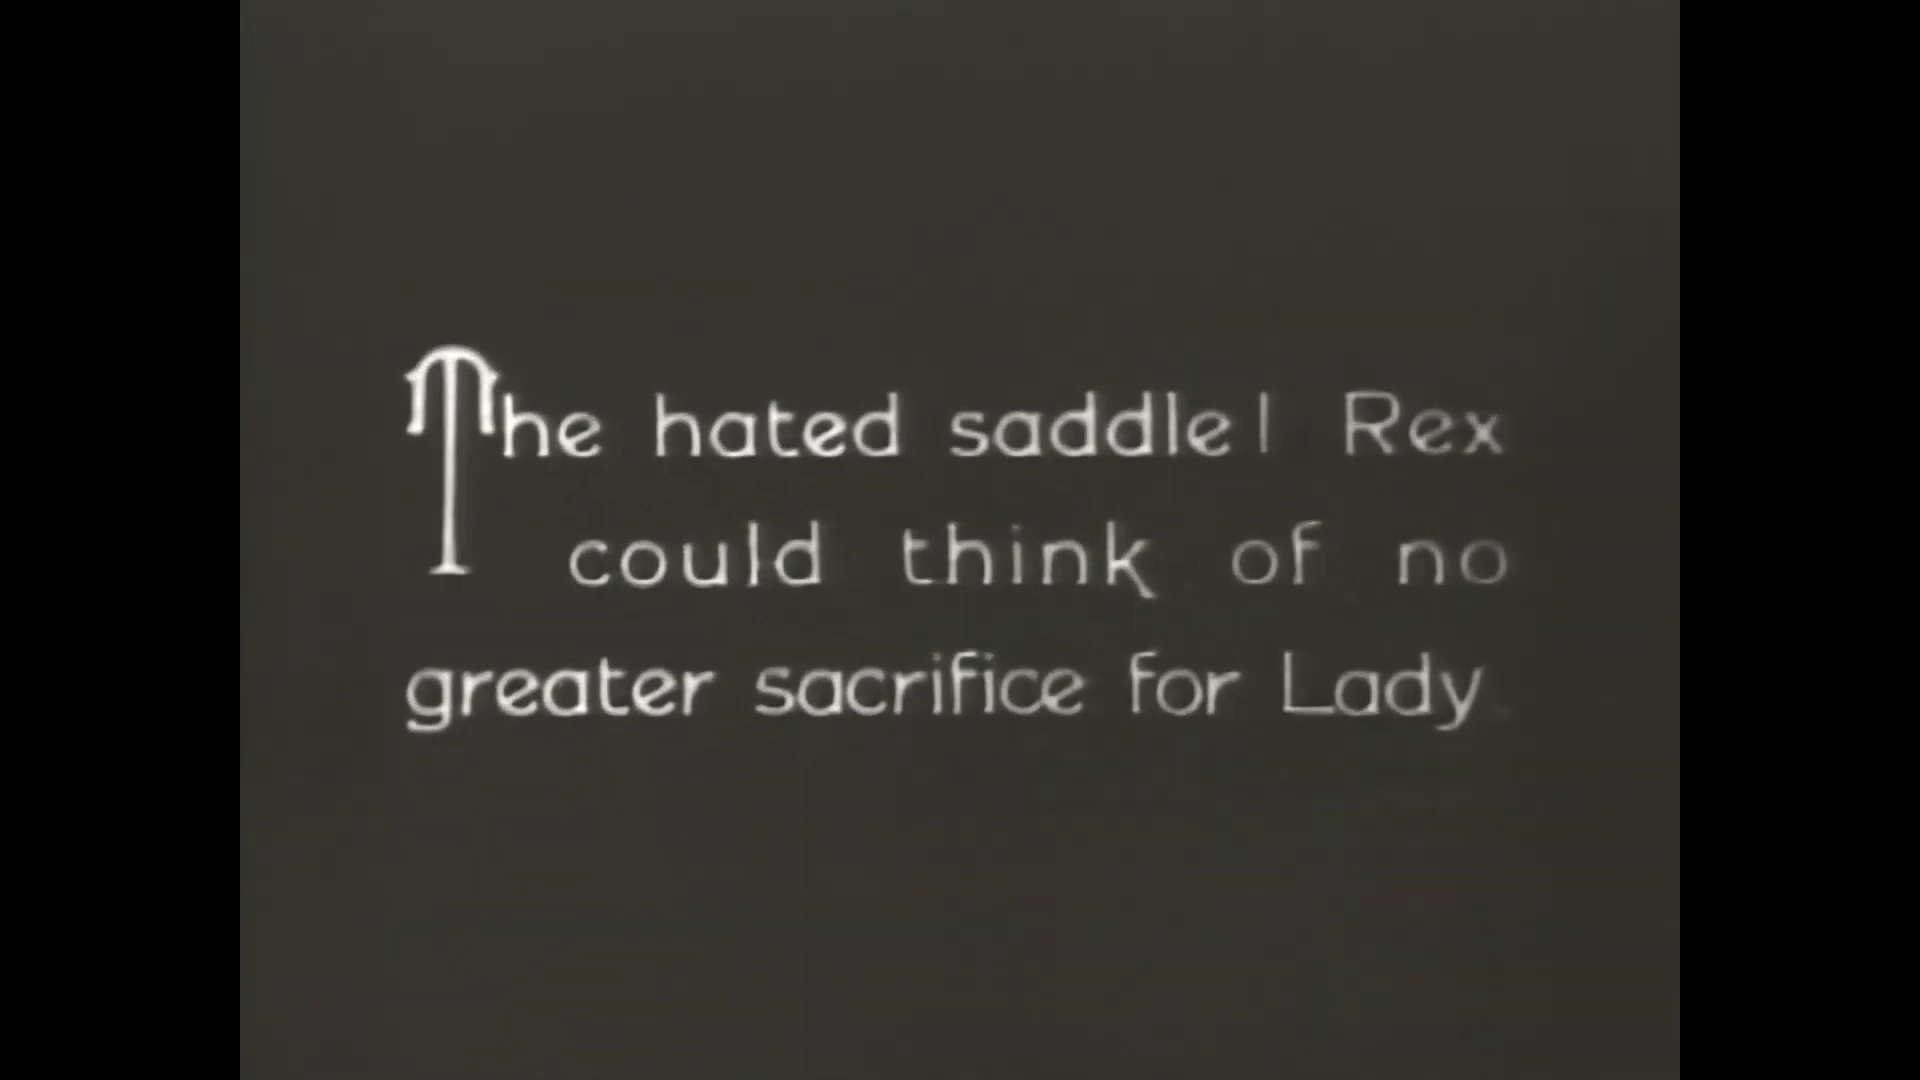 The hated saddle! Rex
could think of no
greater sacrifice for Lady.